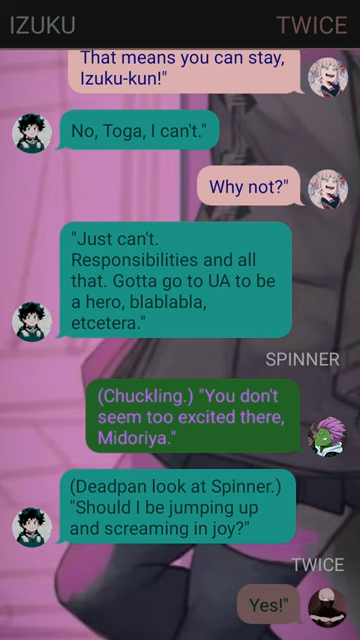 IZUKU
TWICE
That means you can stay,
Izuku-kun!"
No, Toga, I can't."
Why not?"
"Just can't.
Responsibilities and all
that. Gotta go to UA to be
a hero, blablabla,
etcetera."
SPINNER
(Chuckling.) "You don't
seem too excited there,
Midoriya."
(Deadpan look at Spinner.)
"Should I be jumping up
and screaming in joy?"
TWICE
Yes!"